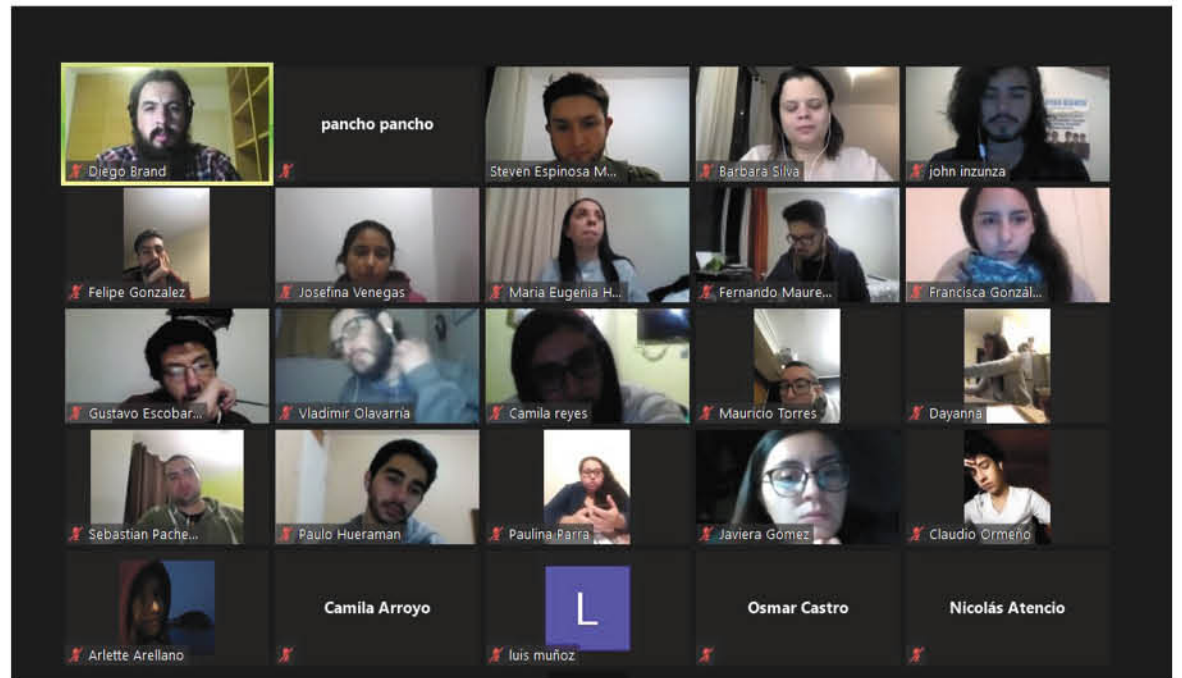 Diego Brand
pancho pancho
Steven Espinosa M...
Barbara Silva
john inzunza
Felipe Gonzalez
Josefina Venegas
Maria Eugenia H...
Fernando Maure...
Francisca Gonzál...
Gustavo Escobar...
Vladimir Olavarria
Camila reyes
Mauricio Torres
Dayanna
Sebastian Pache...
Paulo Hueraman
Paulina Parra
Javiera Gomez
Claudio Ormeño
Arlette Arellano
Camila Arroyo
L
luis muñoz
Osmar Castro
Nicolás Atencio